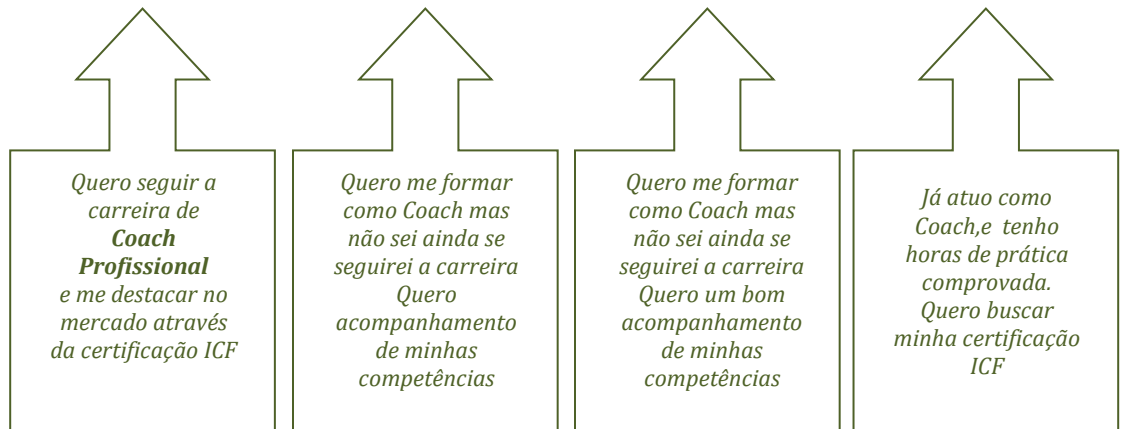 Quero seguir a
carreira de
Coach
Profissional
e me destacar no
mercado através
da certificação ICF
Quero me formar
como Coach mas
não sei ainda se
seguirei a carreira
Quero
acompanhamento
de minhas
competências
Quero me formar
como Coach mas
não sei ainda se
seguirei a carreira
Quero um bom
acompanhamento
de minhas
competências
Já atuo como
Coach,e tenho
horas de prática
comprovada.
Quero buscar
minha certificação
ICF